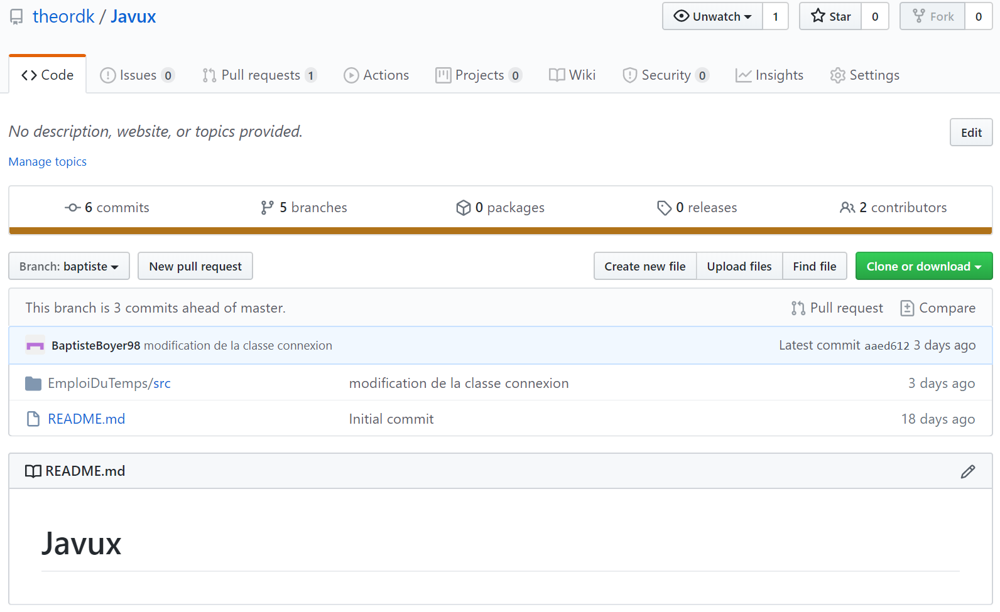 theordk / Javux
Unwatch 1 Star 0 Fork 0
Code Issues 0 Pull requests 1 Actions Projects 0 Wiki Security 0 Insights Settings
No description, website, or topics provided. Edit
Manage topics
6 commits 5 branches 0 packages 0 releases 2 contributors
Branch: baptiste New pull request Create new file Upload files Find file Clone or download
This branch is 3 commits ahead of master. Pull request Compare
BaptisteBoyer98 modification de la classe connexion Latest commit aaed612 3 days ago
EmploiDuTemps/src modification de la classe connexion 3 days ago
README.md Initial commit 18 days ago
README.md
Javux